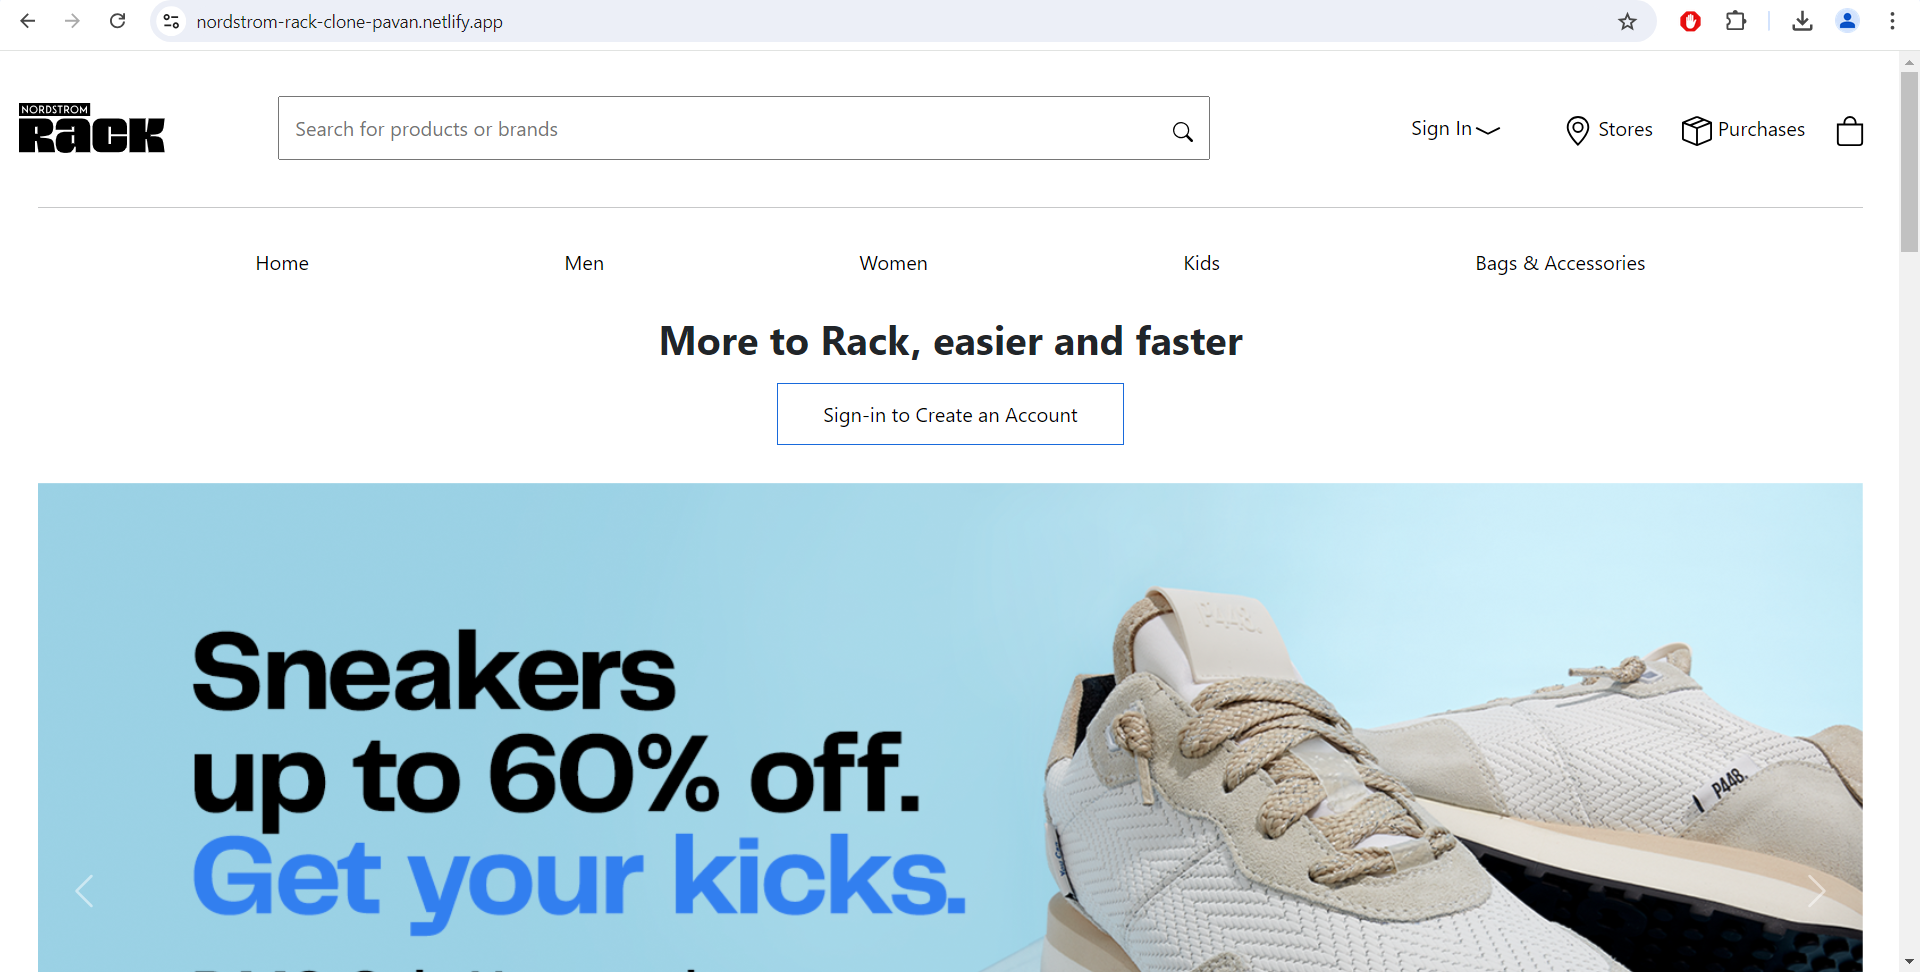 nordstrom-rack-clone-pavan.netlify.app
NORDSTROM
Rack
Search for products or brands
Sign In
Stores
Purchases
Home
Men
Women
Kids
Bags & Accessories
More to Rack, easier and faster
Sign-in to Create an Account
Sneakers
up to 60% off.
Get your kicks.
P448.
P448.